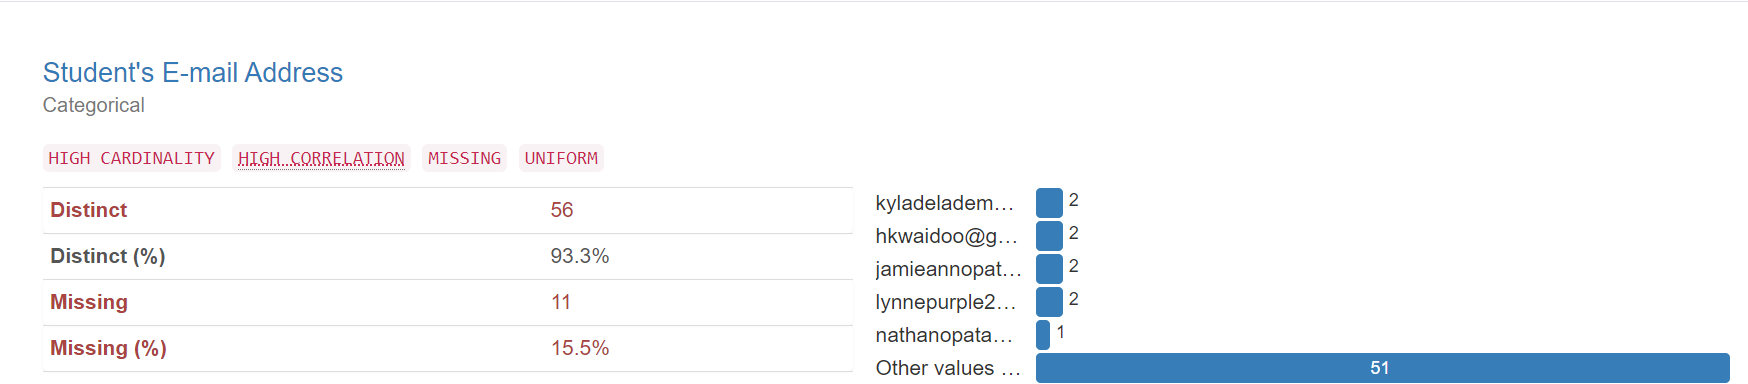 Student's E-mail Address
Categorical
HIGH CARDINALITY HIGH CORRELATION MISSING UNIFORM
Distinct 56
Distinct (%) 93.3%
Missing 11
Missing (%) 15.5%
kyladeladem… 2
hkwaidoo@g… 2
jamieannopat… 2
lynnepurple2… 2
nathanopata… 1
Other values … 51